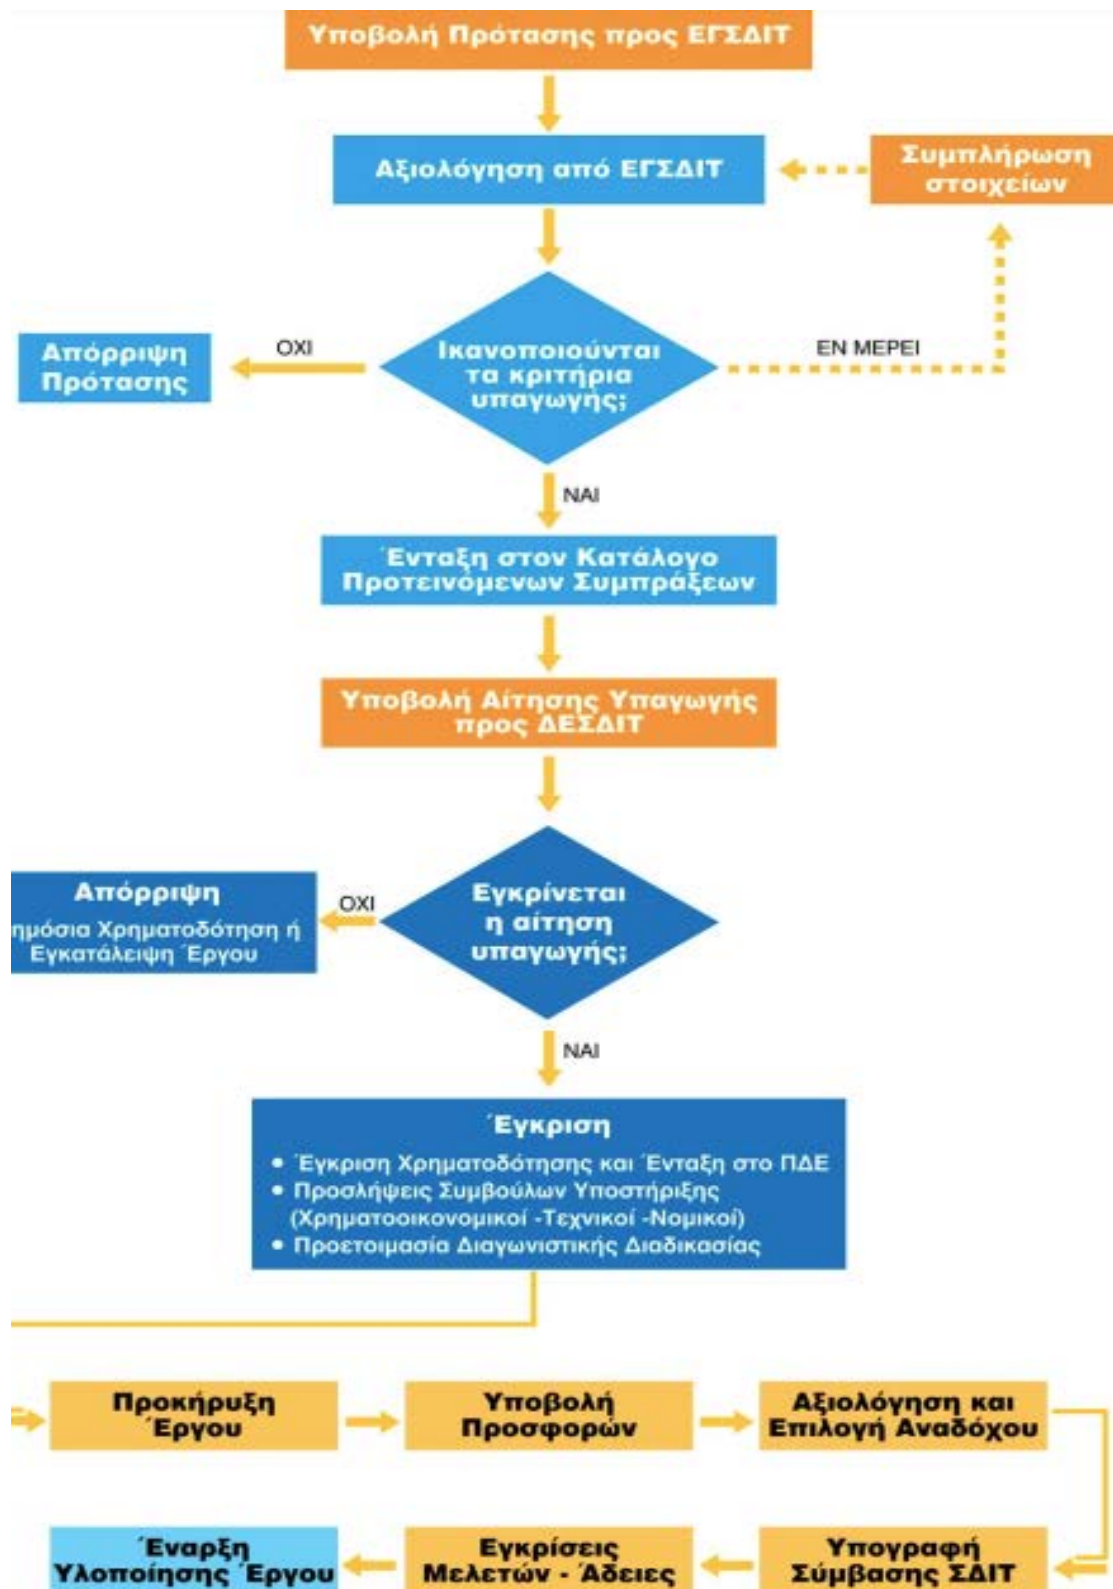 Υποβολή Πρότασης προς ΕΓΣΔΙΤ
Αξιολόγηση από ΕΓΣΔΙΤ
Συμπλήρωση
στοιχείων
Ικανοποιούνται
τα κριτήρια
υπαγωγής;
ΟΧΙ
Απόρριψη
Πρότασης
ΕΝ ΜΕΡΕΙ
ΝΑΙ
Ένταξη στον Κατάλογο
Προτεινόμενων Συμπράξεων
Υποβολή Αίτησης Υπαγωγής
προς ΔΕΣΔΙΤ
Εγκρίνεται
η αίτηση
υπαγωγής;
ΟΧΙ
Απόρριψη
ημόσια Χρηματοδότηση ή
Εγκατάλειψη Έργου
ΝΑΙ
Έγκριση
• Έγκριση Χρηματοδότησης και Ένταξη στο ΠΔΕ
• Προσλήψεις Συμβούλων Υποστήριξης
(Χρηματοοικονομικοί -Τεχνικοί -Νομικοί)
• Προετοιμασία Διαγωνιστικής Διαδικασίας
Προκήρυξη
Έργου
Υποβολή
Προσφορών
Αξιολόγηση και
Επιλογή Αναδόχου
Υπογραφή
Σύμβασης ΣΔΙΤ
Εγκρίσεις
Μελετών - Άδειες
Έναρξη
Υλοποίησης Έργου